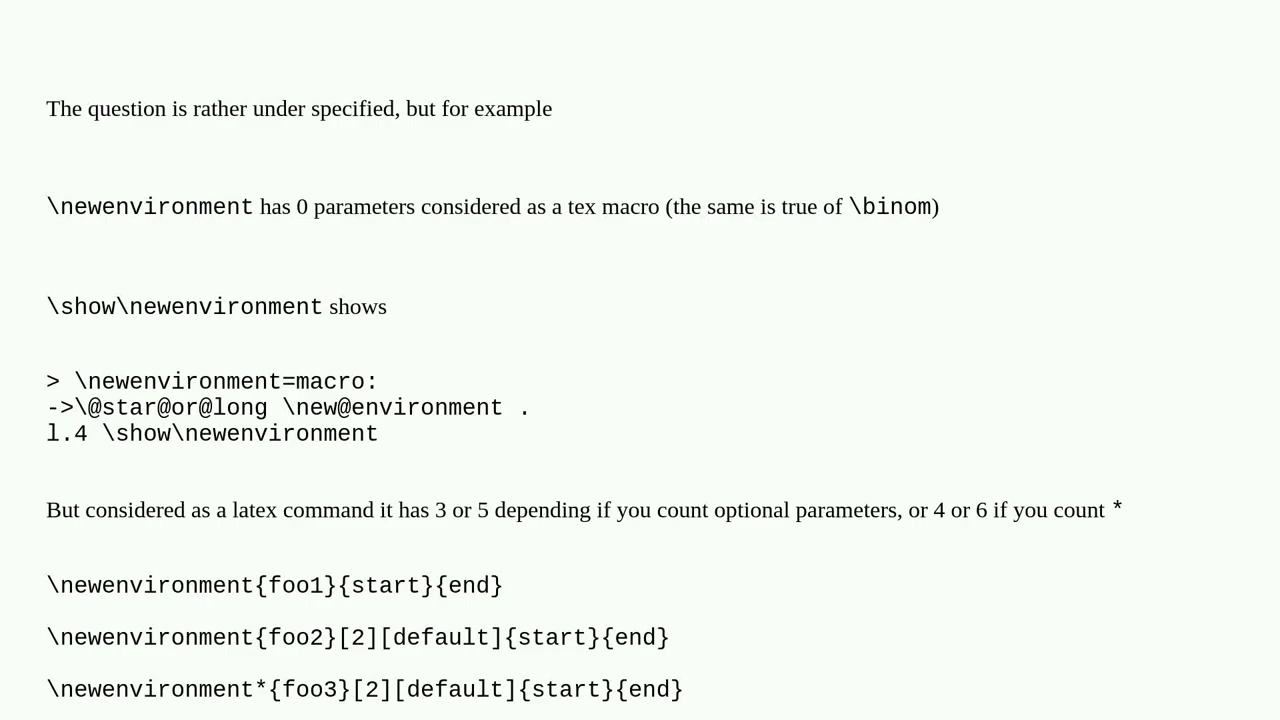 The question is rather under specified, but for example
\newenvironment has 0 parameters considered as a tex macro (the same is true of \binom)
\show\newenvironment shows
> \newenvironment=macro:
->\@star@or@long \new@environment .
l.4 \show\newenvironment
But considered as a latex command it has 3 or 5 depending if you count optional parameters, or 4 or 6 if you count *
\newenvironment{foo1}{start}{end}
\newenvironment{foo2}[2][default]{start}{end}
\newenvironment*{foo3}[2][default]{start}{end}